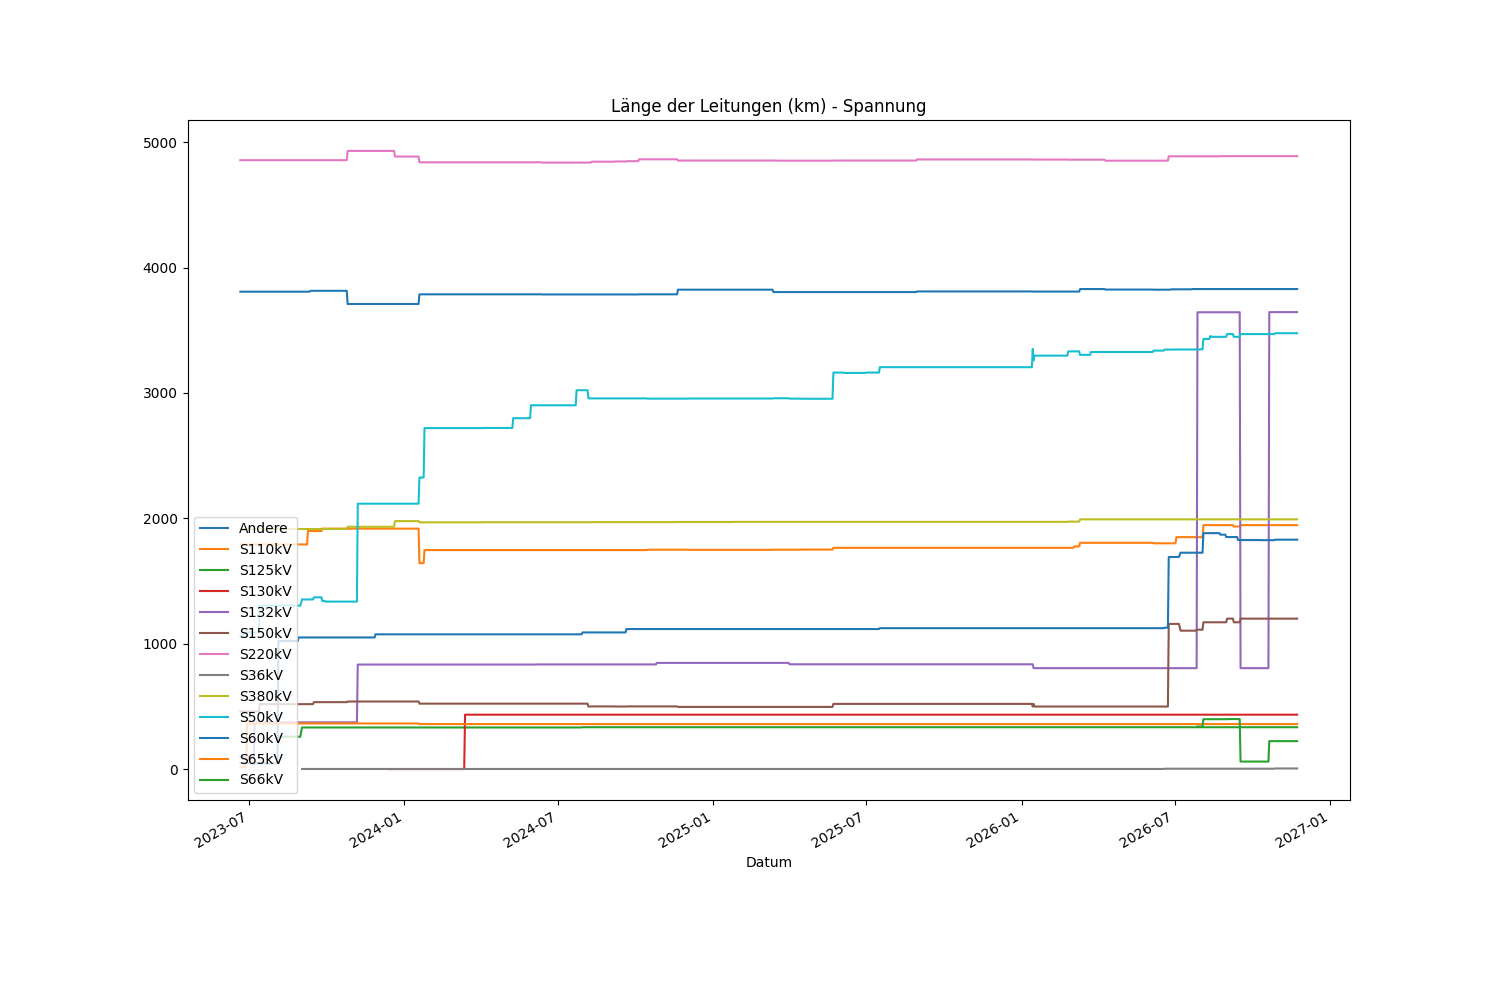 Länge der Leitungen (km) - Spannung
5000
4000
3000
2000
1000
0
Andere
S110kV
S125kV
S130kV
S132kV
S150kV
S220kV
S36kV
S380kV
S50kV
S60kV
S65kV
S66kV
2023-07
2024-01
2024-07
2025-01
2025-07
2026-01
2026-07
2027-01
Datum